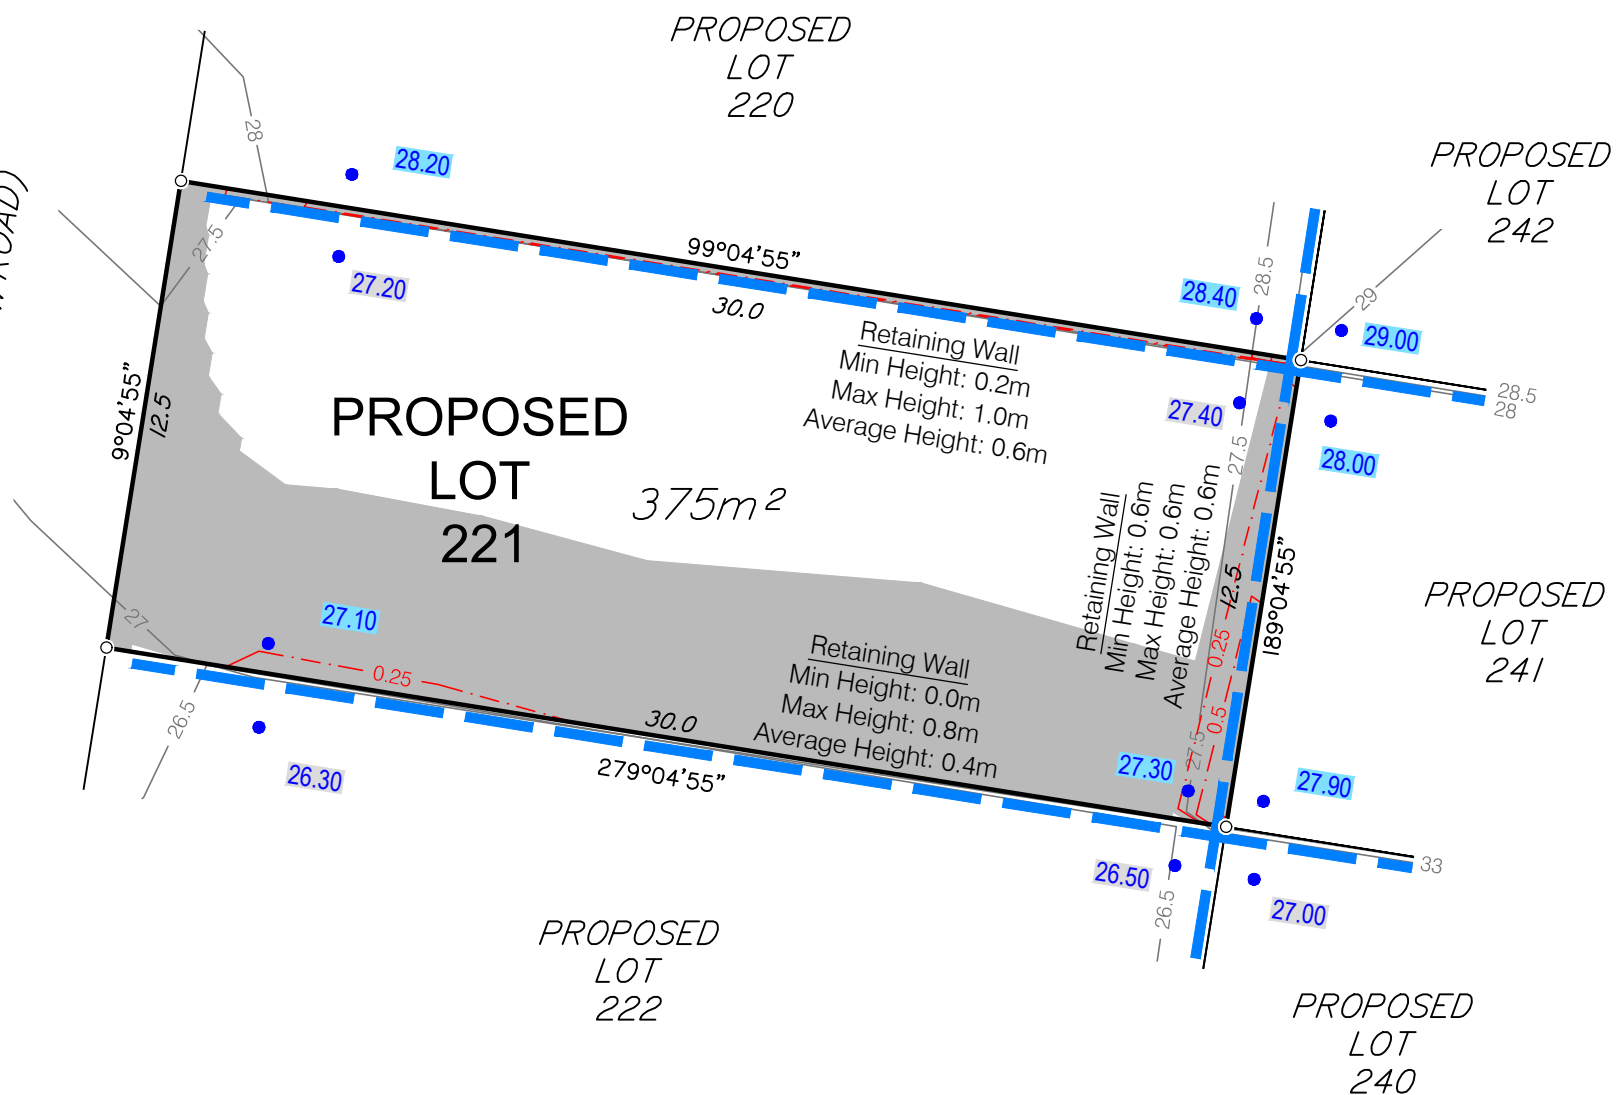 PROPOSED
LOT
220
PROPOSED
LOT
242
ROAD)
28
28.20
27.5
27.20
99°04'55"
30.0
28.5
28.40
29
29.00
28.5
28
27.40
27.5
28.00
Retaining Wall
Min Height: 0.2m
Max Height: 1.0m
Average Height: 0.6m
9°04'55"
12.5
PROPOSED
LOT
221
375m²
Retaining Wall
Min Height: 0.6m
Max Height: 0.6m
Average Height: 0.6m
12.5
189°04'55"
0.25
0.5
27.5
PROPOSED
LOT
241
27
27.10
0.25
Retaining Wall
Min Height: 0.0m
Max Height: 0.8m
Average Height: 0.4m
30.0
279°04'55"
26.5
26.30
27.30
27.90
33
26.50
26.5
27.00
PROPOSED
LOT
222
PROPOSED
LOT
240